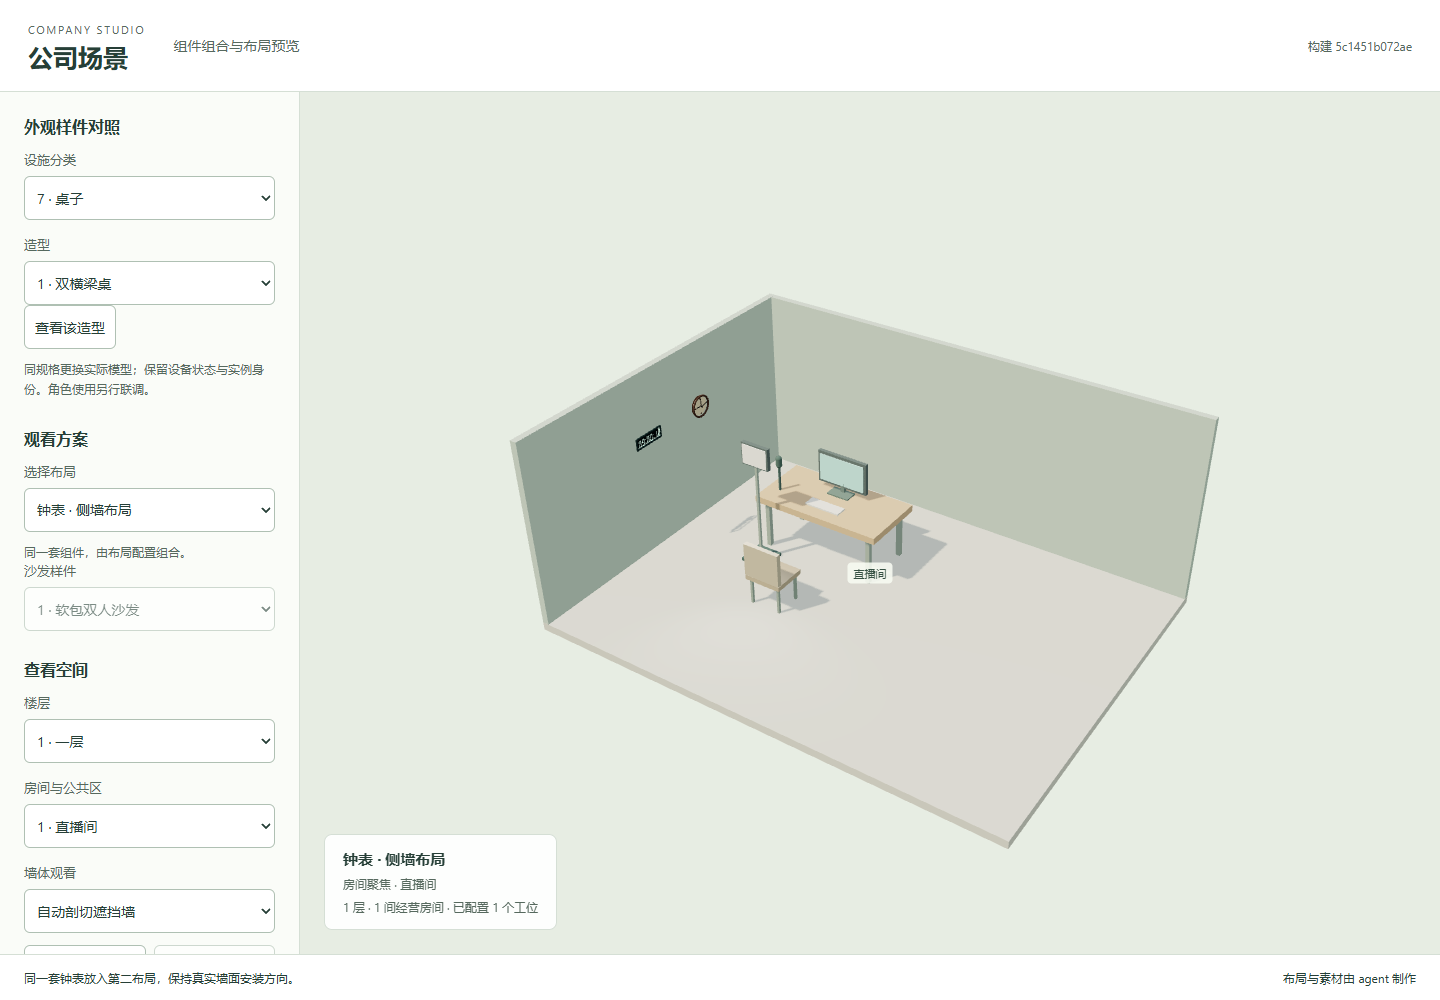 COMPANY STUDIO
公司场景
组件组合与布局预览
构建 5c1451b072ae
外观样件对照
设施分类
7 · 桌子
造型
1 · 双横梁桌
查看该造型
同规格更换实际模型；保留设备状态与实例身
份。角色使用另行联调。
观看方案
选择布局
钟表 · 侧墙布局
同一套组件，由布局配置组合。
沙发样件
1 · 软包双人沙发
查看空间
楼层
1 · 一层
房间与公共区
1 · 直播间
墙体观看
自动剖切遮挡墙
直播间
钟表 · 侧墙布局
房间聚焦 · 直播间
1 层 · 1 间经营房间 · 已配置 1 个工位
同一套钟表放入第二布局，保持真实墙面安装方向。
布局与素材由 agent 制作